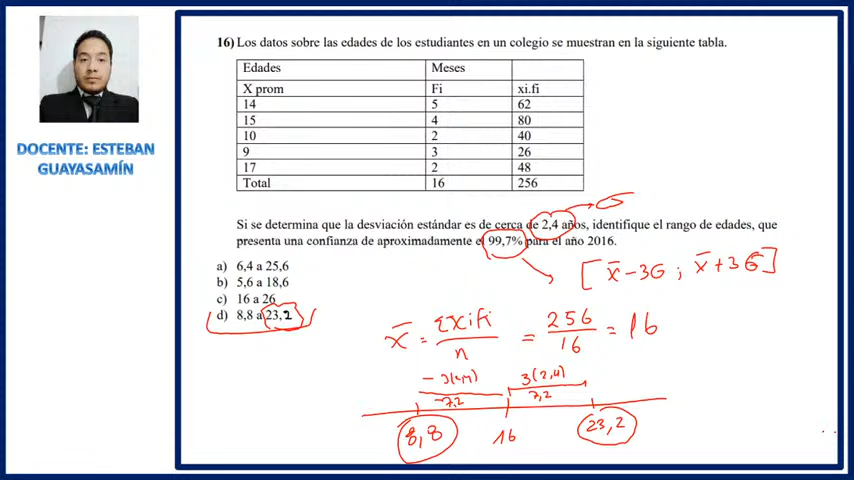 DOCENTE: ESTEBAN
GUAYASAMÍN
16) Los datos sobre las edades de los estudiantes en un colegio se muestran en la siguiente tabla.
Edades Meses
X prom Fi xi.fi
14 5 62
15 4 80
10 2 40
9 3 26
17 2 48
Total 16 256
Si se determina que la desviación estándar es de cerca de 2,4 años, identifique el rango de edades, que
presenta una confianza de aproximadamente el 99,7% para el año 2016.
σ
a) 6,4 a 25,6
b) 5,6 a 18,6
c) 16 a 26
d) 8,8 a 23,2
[x̄ - 3σ ; x̄ + 3σ]
x̄ = Σxifi / n = 256 / 16 = 16
-3(2,4) 3(2,4)
-7,2 7,2
8,8 16 23,2